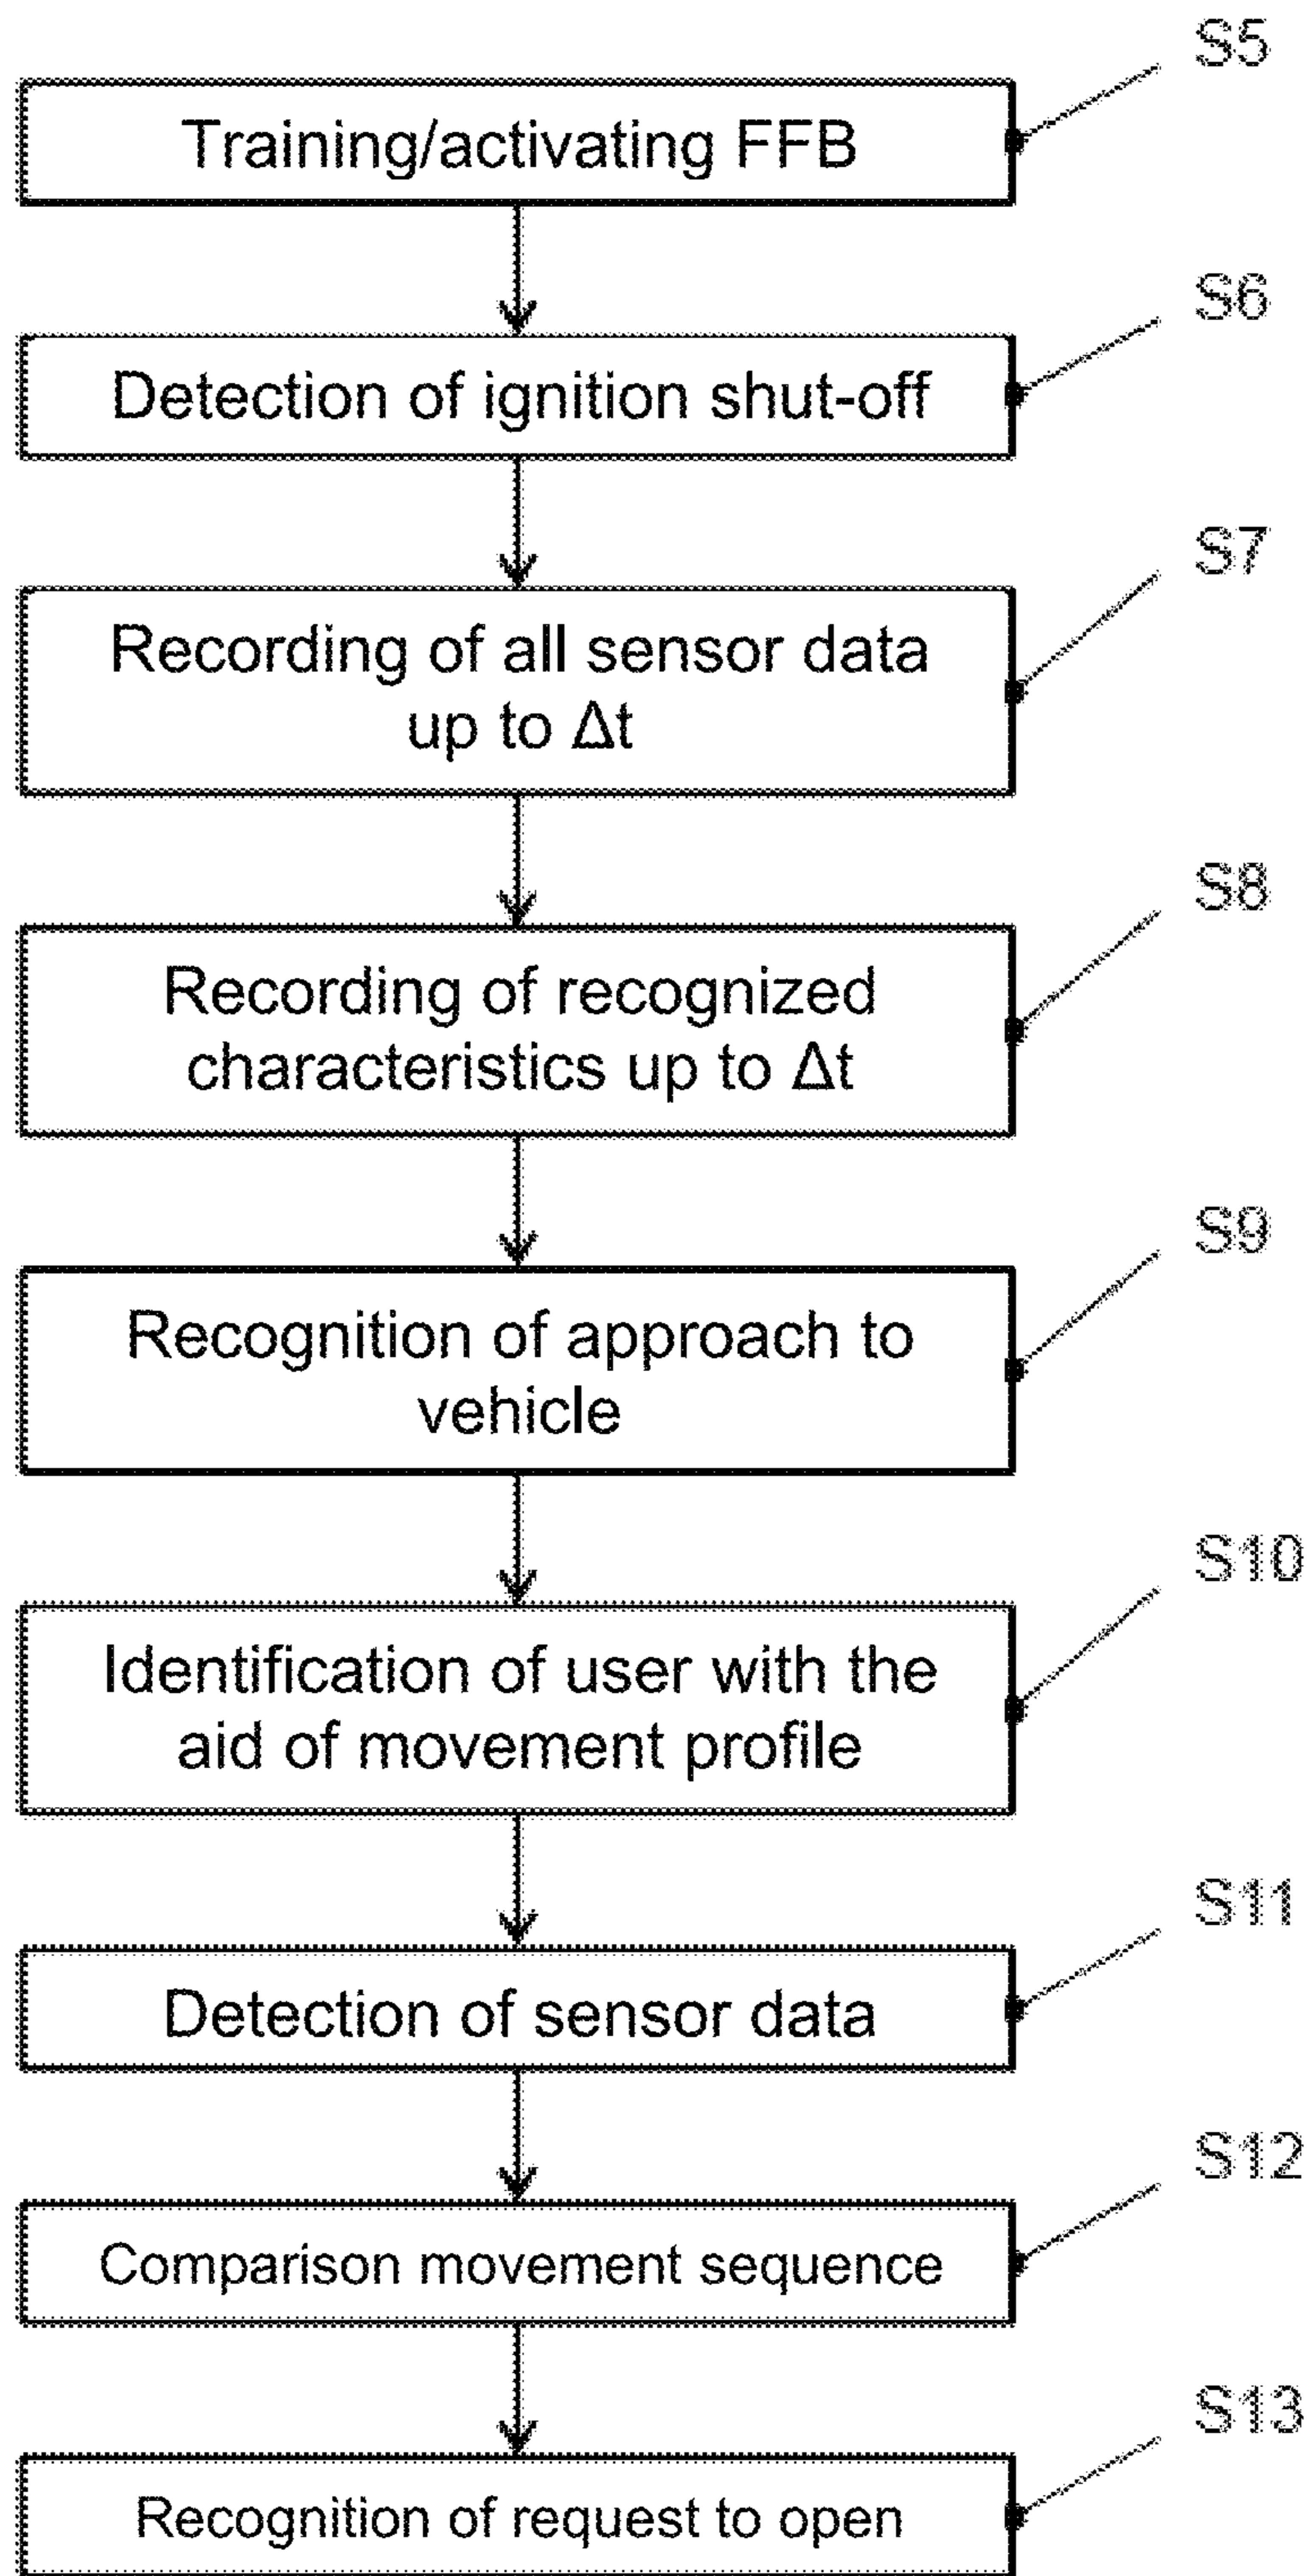 S5
Training/activating FFB
S6
Detection of ignition shut-off
S7
Recording of all sensor data
up to Δt
S8
Recording of recognized
characteristics up to Δt
S9
Recognition of approach to
vehicle
S10
Identification of user with the
aid of movement profile
S11
Detection of sensor data
S12
Comparison movement sequence
S13
Recognition of request to open